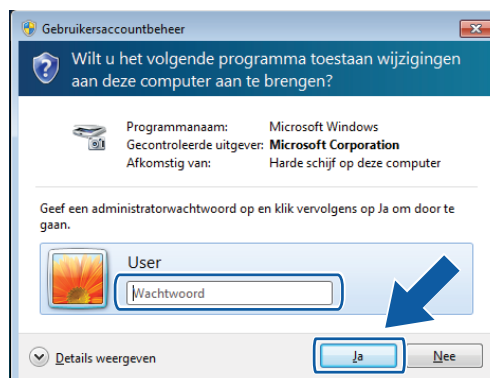 Gebruikersaccountbeheer
Wilt u het volgende programma toestaan wijzigingen
aan deze computer aan te brengen?
Programmanaam: Microsoft Windows
Gecontroleerde uitgever: Microsoft Corporation
Afkomstig van: Harde schijf op deze computer
Geef een administratorwachtwoord op en klik vervolgens op Ja om door te
gaan.
User
Wachtwoord
Details weergeven
Ja
Nee